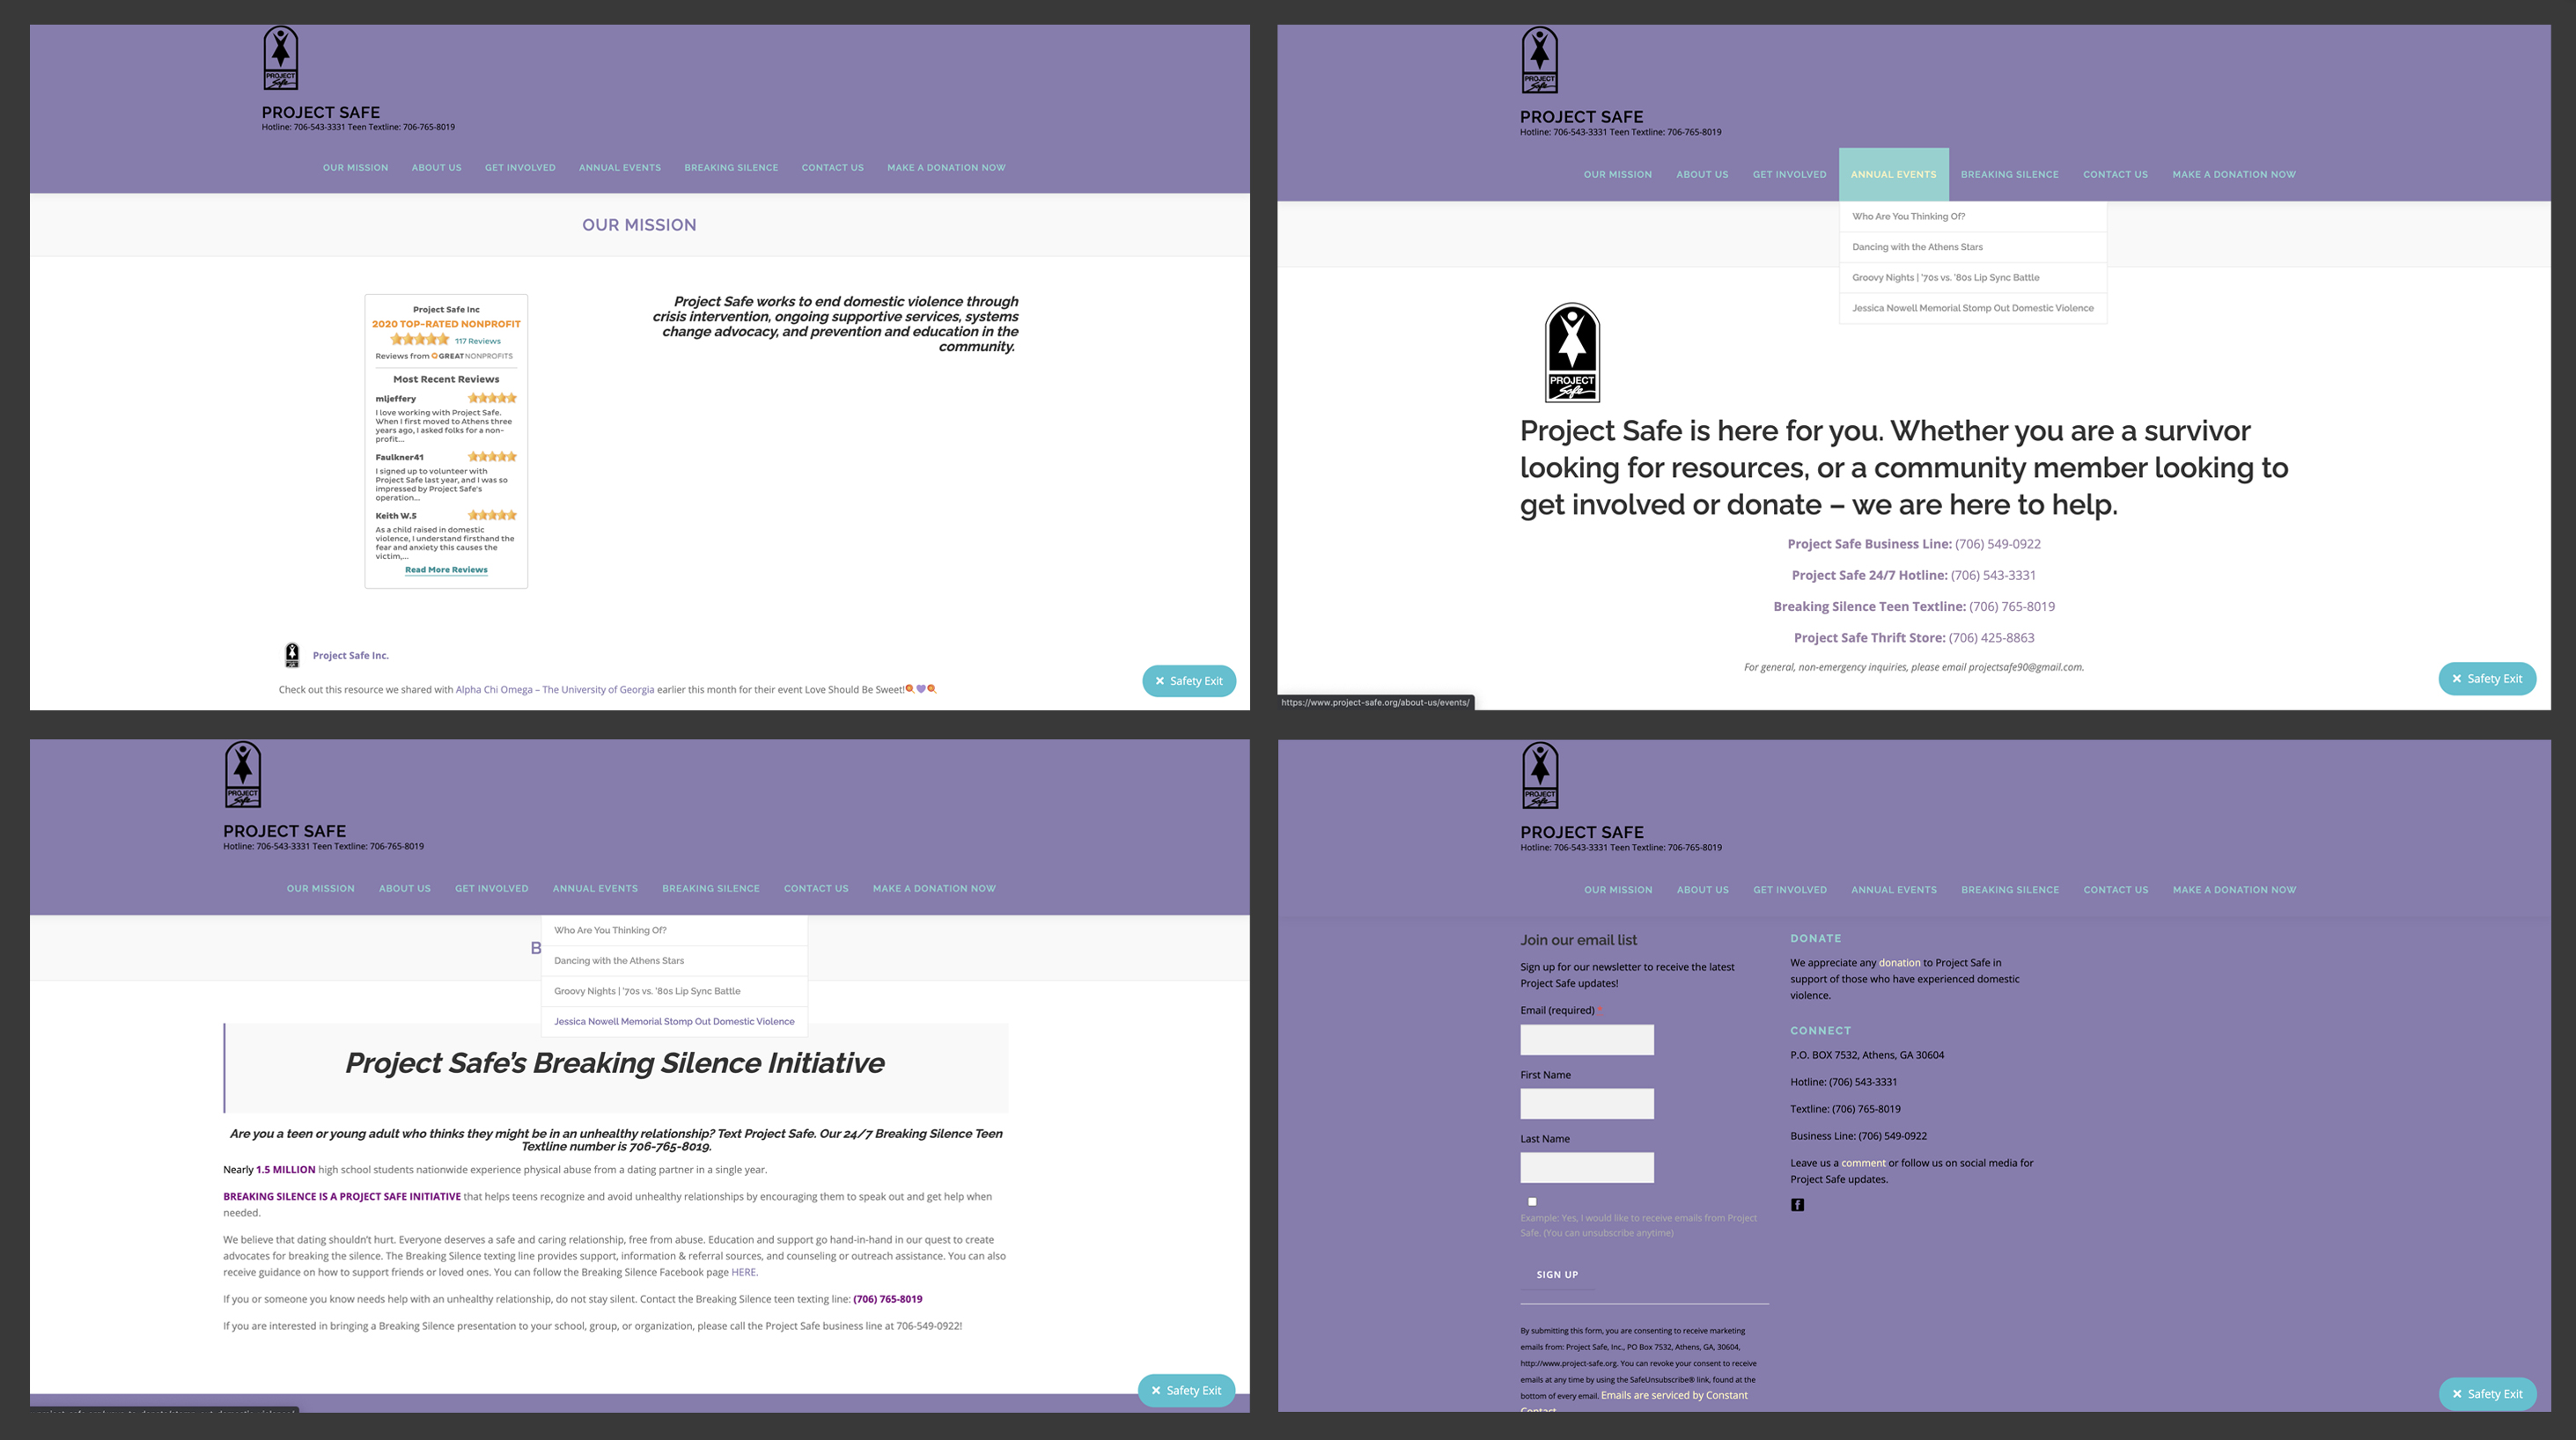 PROJECT
Safe
PROJECT SAFE
Hotline: 706-543-3331 Teen Textline: 706-765-8019
OUR MISSION ABOUT US GET INVOLVED ANNUAL EVENTS BREAKING SILENCE CONTACT US MAKE A DONATION NOW
OUR MISSION
Project Safe Inc
2020 TOP-RATED NONPROFIT
117 Reviews
Reviews from GREATNONPROFITS
Most Recent Reviews
mljeffery
I love working with Project Safe.
When I first moved to Athens three
years ago, I asked folks for a non-
profit...
Faulkner41
I signed up to volunteer with
Project Safe last year, and I was so
impressed by Project Safe's
operation...
Keith W.5
As a child raised in domestic
violence, I understand firsthand the
fear and anxiety this causes the
victim,...
Read More Reviews
Project Safe works to end domestic violence through
crisis intervention, ongoing supportive services, systems
change advocacy, and prevention and education in the
community.
Project Safe Inc.
Check out this resource we shared with Alpha Chi Omega – The University of Georgia earlier this month for their event Love Should Be Sweet!🍭💜🍭
× Safety Exit
PROJECT
Safe
PROJECT SAFE
Hotline: 706-543-3331 Teen Textline: 706-765-8019
OUR MISSION ABOUT US GET INVOLVED ANNUAL EVENTS BREAKING SILENCE CONTACT US MAKE A DONATION NOW
Who Are You Thinking Of?
Dancing with the Athens Stars
Groovy Nights | '70s vs. '80s Lip Sync Battle
Jessica Nowell Memorial Stomp Out Domestic Violence
PROJECT
Safe
Project Safe is here for you. Whether you are a survivor
looking for resources, or a community member looking to
get involved or donate – we are here to help.
Project Safe Business Line: (706) 549-0922
Project Safe 24/7 Hotline: (706) 543-3331
Breaking Silence Teen Textline: (706) 765-8019
Project Safe Thrift Store: (706) 425-8863
For general, non-emergency inquiries, please email projectsafe90@gmail.com.
× Safety Exit
https://www.project-safe.org/about-us/events/
PROJECT
Safe
PROJECT SAFE
Hotline: 706-543-3331 Teen Textline: 706-765-8019
OUR MISSION ABOUT US GET INVOLVED ANNUAL EVENTS BREAKING SILENCE CONTACT US MAKE A DONATION NOW
B
Who Are You Thinking Of?
Dancing with the Athens Stars
Groovy Nights | '70s vs. '80s Lip Sync Battle
Jessica Nowell Memorial Stomp Out Domestic Violence
Project Safe's Breaking Silence Initiative
Are you a teen or young adult who thinks they might be in an unhealthy relationship? Text Project Safe. Our 24/7 Breaking Silence Teen
Textline number is 706-765-8019.
Nearly 1.5 MILLION high school students nationwide experience physical abuse from a dating partner in a single year.
BREAKING SILENCE IS A PROJECT SAFE INITIATIVE that helps teens recognize and avoid unhealthy relationships by encouraging them to speak out and get help when
needed.
We believe that dating shouldn't hurt. Everyone deserves a safe and caring relationship, free from abuse. Education and support go hand-in-hand in our quest to create
advocates for breaking the silence. The Breaking Silence texting line provides support, information & referral sources, and counseling or outreach assistance. You can also
receive guidance on how to support friends or loved ones. You can follow the Breaking Silence Facebook page HERE.
If you or someone you know needs help with an unhealthy relationship, do not stay silent. Contact the Breaking Silence teen texting line: (706) 765-8019
If you are interested in bringing a Breaking Silence presentation to your school, group, or organization, please call the Project Safe business line at 706-549-0922!
× Safety Exit
PROJECT
Safe
PROJECT SAFE
Hotline: 706-543-3331 Teen Textline: 706-765-8019
OUR MISSION ABOUT US GET INVOLVED ANNUAL EVENTS BREAKING SILENCE CONTACT US MAKE A DONATION NOW
Join our email list
Sign up for our newsletter to receive the latest
Project Safe updates!
Email (required) *
First Name
Last Name
Example: Yes, I would like to receive emails from Project
Safe. (You can unsubscribe anytime)
SIGN UP
By submitting this form, you are consenting to receive marketing
emails from: Project Safe, Inc., PO Box 7532, Athens, GA, 30604,
http://www.project-safe.org. You can revoke your consent to receive
emails at any time by using the SafeUnsubscribe® link, found at the
bottom of every email. Emails are serviced by Constant
Contact
DONATE
We appreciate any donation to Project Safe in
support of those who have experienced domestic
violence.
CONNECT
P.O. BOX 7532, Athens, GA 30604
Hotline: (706) 543-3331
Textline: (706) 765-8019
Business Line: (706) 549-0922
Leave us a comment or follow us on social media for
Project Safe updates.
× Safety Exit